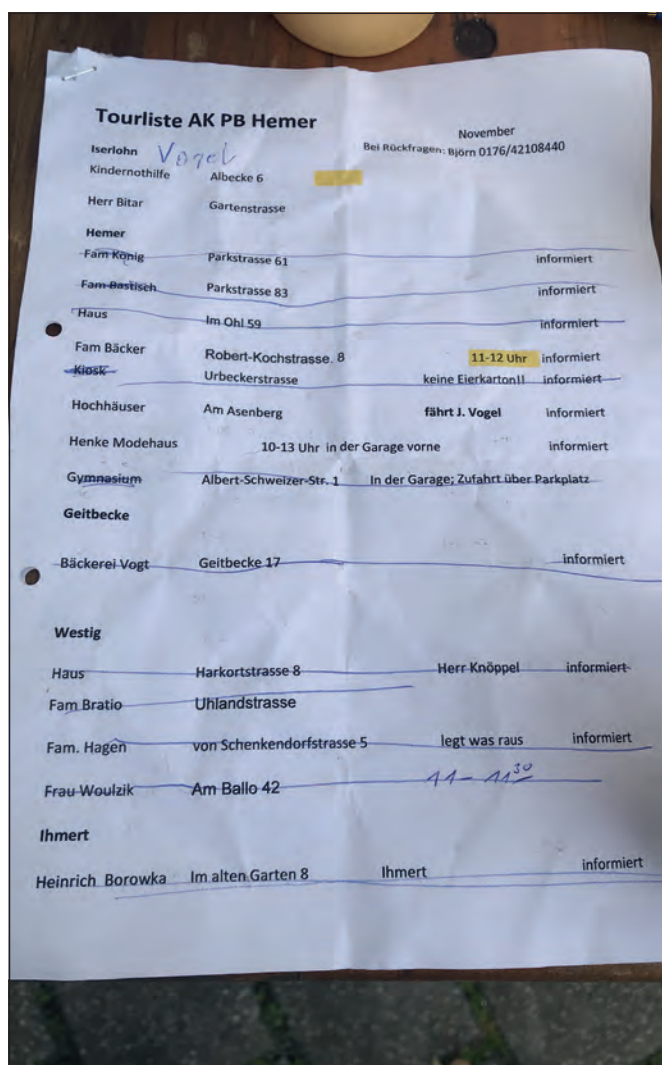 Tourliste AK PB Hemer
November
Bei Rückfragen: Björn 0176/42108440
Iserlohn Vogel
Kindernothilfe Albecke 6
Herr Bitar Gartenstrasse
Hemer
Fam König Parkstrasse 61 informiert
Fam Bastisch Parkstrasse 83 informiert
Haus Im Ohl 59 informiert
Fam Bäcker Robert-Kochstrasse. 8 11-12 Uhr informiert
Kiosk Urbeckerstrasse keine Eierkarton!! informiert
Hochhäuser Am Asenberg fährt J. Vogel informiert
Henke Modehaus 10-13 Uhr in der Garage vorne informiert
Gymnasium Albert-Schweizer-Str. 1 In der Garage; Zufahrt über Parkplatz
Geitbecke
Bäckerei Vogt Geitbecke 17 informiert
Westig
Haus Harkortstrasse 8 Herr Knöppel informiert
Fam Bratio Uhlandstrasse
Fam. Hagen von Schenkendorfstrasse 5 legt was raus informiert
Frau Woulzik Am Ballo 42 11-11 30
Ihmert
Heinrich Borowka Im alten Garten 8 Ihmert informiert